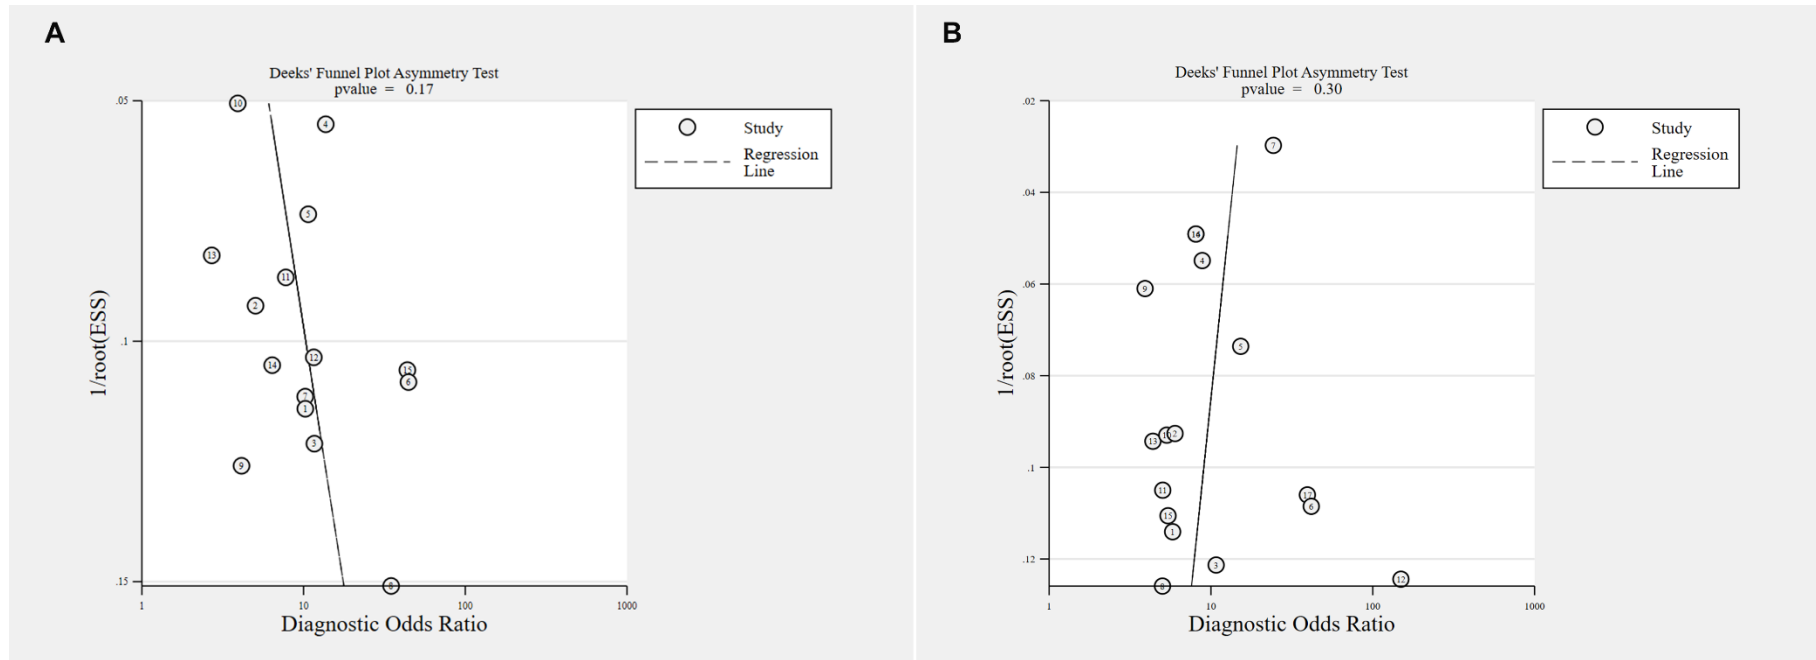 A
Deeks' Funnel Plot Asymmetry Test
pvalue = 0.17
.05
.1
.15
1/root(ESS)
10
4
5
13
11
2
12
14
15
6
7
1
3
9
8
1
10
100
1000
Diagnostic Odds Ratio
Study
Regression
Line
B
Deeks' Funnel Plot Asymmetry Test
pvalue = 0.30
.02
.04
.06
.08
.1
.12
1/root(ESS)
7
4
9
5
13
10
2
11
17
6
15
1
3
12
8
1
10
100
1000
Diagnostic Odds Ratio
Study
Regression
Line